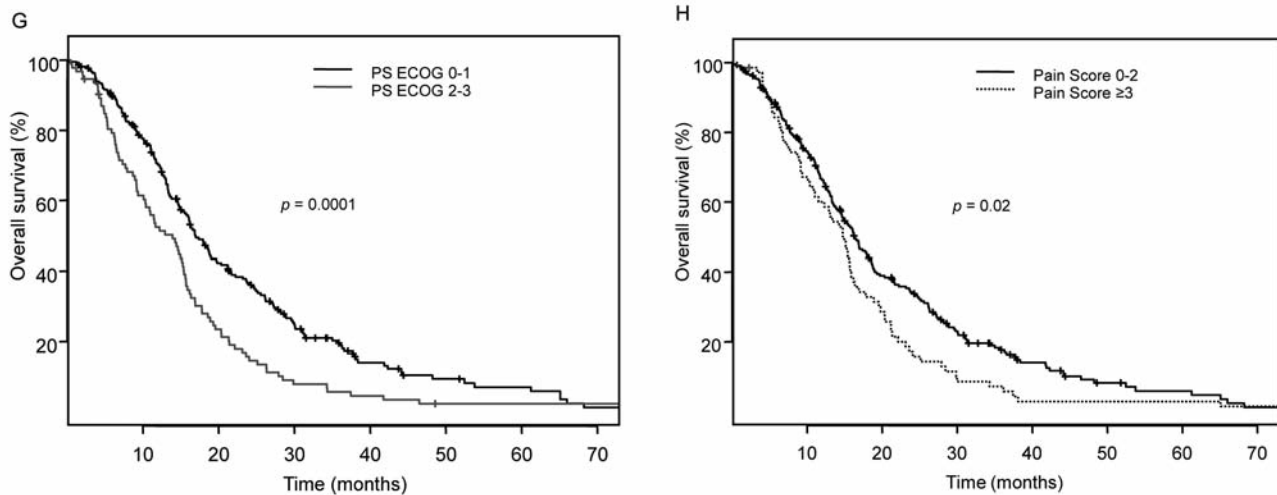 G
100
80
60
40
20
Overall survival (%)
PS ECOG 0-1
PS ECOG 2-3
p = 0.0001
10 20 30 40 50 60 70
Time (months)
H
100
80
60
40
20
Overall survival (%)
Pain Score 0-2
Pain Score ≥3
p = 0.02
10 20 30 40 50 60 70
Time (months)